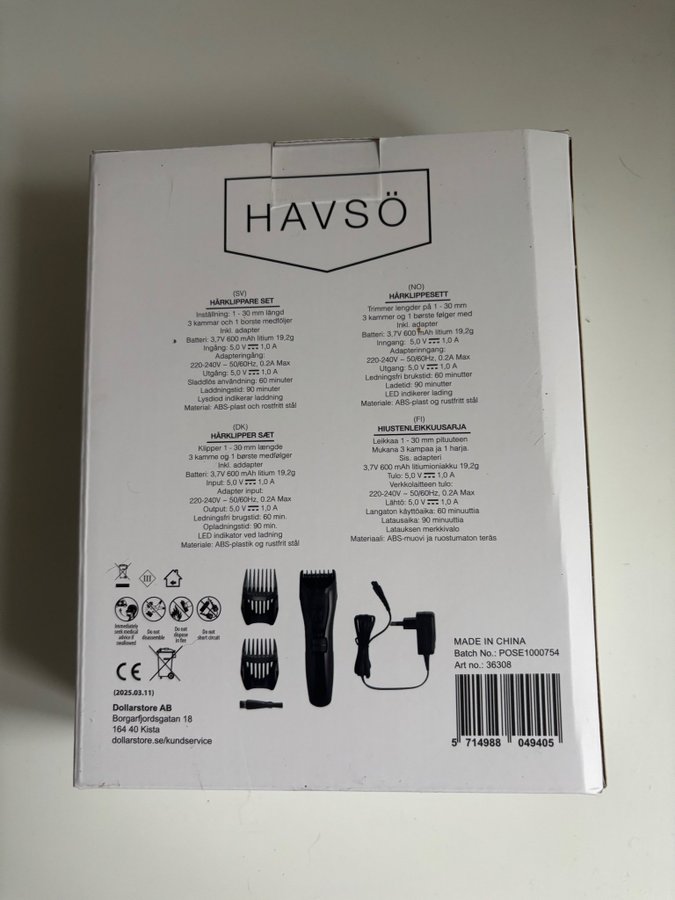 HAVSÖ
(SV)
HÅRKLIPPARE SET
Inställning: 1 - 30 mm längd
3 kammar och 1 borste medföljer
Inkl. adapter
Batteri: 3,7V 600 mAh litium 19,2g
Ingång: 5,0 V 1,0 A
Adapteringång:
220-240V ~ 50/60Hz, 0.2A Max
Utgång: 5,0 V 1,0 A
Sladdlös användning: 60 minuter
Laddningstid: 90 minuter
Lysdiod indikerar laddning
Material: ABS-plast och rostfritt stål
(NO)
HÅRKLIPPESETT
Trimmer lengder på 1 - 30 mm
3 kammer og 1 børste følger med
Inkl. adapter
Batteri: 3,7V 600 mAh litium 19,2g
Inngang: 5,0 V 1,0 A
Adapterinngang:
220-240V ~ 50/60Hz, 0.2A Max
Utgang: 5,0 V 1,0 A
Ledningsfri brukstid: 60 minutter
Ladetid: 90 minutter
LED indikerer lading
Materiale: ABS-plast og rustfritt stål
(DK)
HÅRKLIPPER SÆT
Klipper 1 - 30 mm længde
3 kamme og 1 børste medfølger
Inkl. addapter
Batteri: 3,7V 600 mAh litium 19,2g
Input: 5,0 V 1,0 A
Adapter input:
220-240V ~ 50/60Hz, 0.2A Max
Output: 5,0 V 1,0 A
Ledningsfri brugstid: 60 min.
Opladningstid: 90 min.
LED indikator ved ladning
Materiale: ABS-plastik og rustfrit stål
(FI)
HIUSTENLEIKKUUSARJA
Leikkaa 1 - 30 mm pituuteen
Mukana 3 kampaa ja 1 harja.
Sis. adapteri
3,7V 600 mAh litiumioniakku 19,2g
Tulo: 5,0 V 1,0 A
Verkkolaitteen tulo:
220-240V ~ 50/60Hz, 0.2A Max
Lähtö: 5,0 V 1,0 A
Langaton käyttöaika: 60 minuuttia
Latausaika: 90 minuuttia
Latauksen merkkivalo
Materiaali: ABS-muovi ja ruostumaton teräs
III
Immediately
seek medical
advice if
swallowed
Do not
disassemble
Do not
dispose
in fire
Do not
short circuit
CE
(2025.03.11)
Dollarstore AB
Borgarfjordsgatan 18
164 40 Kista
dollarstore.se/kundservice
MADE IN CHINA
Batch No.: POSE1000754
Art no.: 36308
5 714988 049405